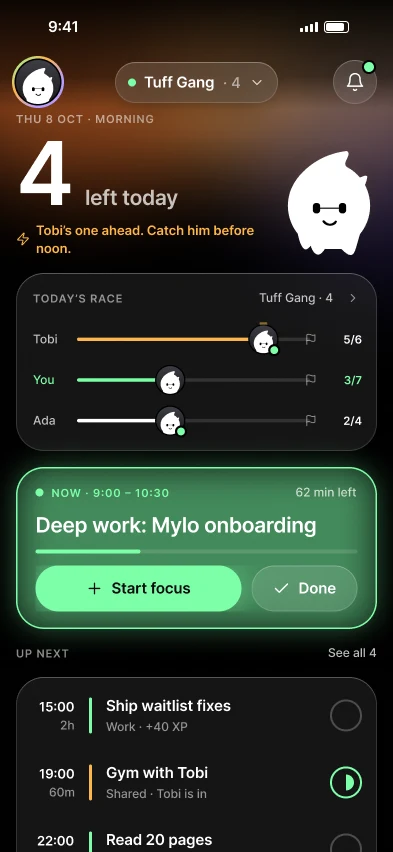 9:41
Tuff Gang · 4
THU 8 OCT · MORNING
4 left today
Tobi's one ahead. Catch him before
noon.
TODAY'S RACE
Tuff Gang · 4
Tobi 5/6
You 3/7
Ada 2/4
NOW · 9:00 – 10:30
62 min left
Deep work: Mylo onboarding
Start focus
Done
UP NEXT
See all 4
15:00 Ship waitlist fixes
2h Work · +40 XP
19:00 Gym with Tobi
60m Shared · Tobi is in
22:00 Read 20 pages